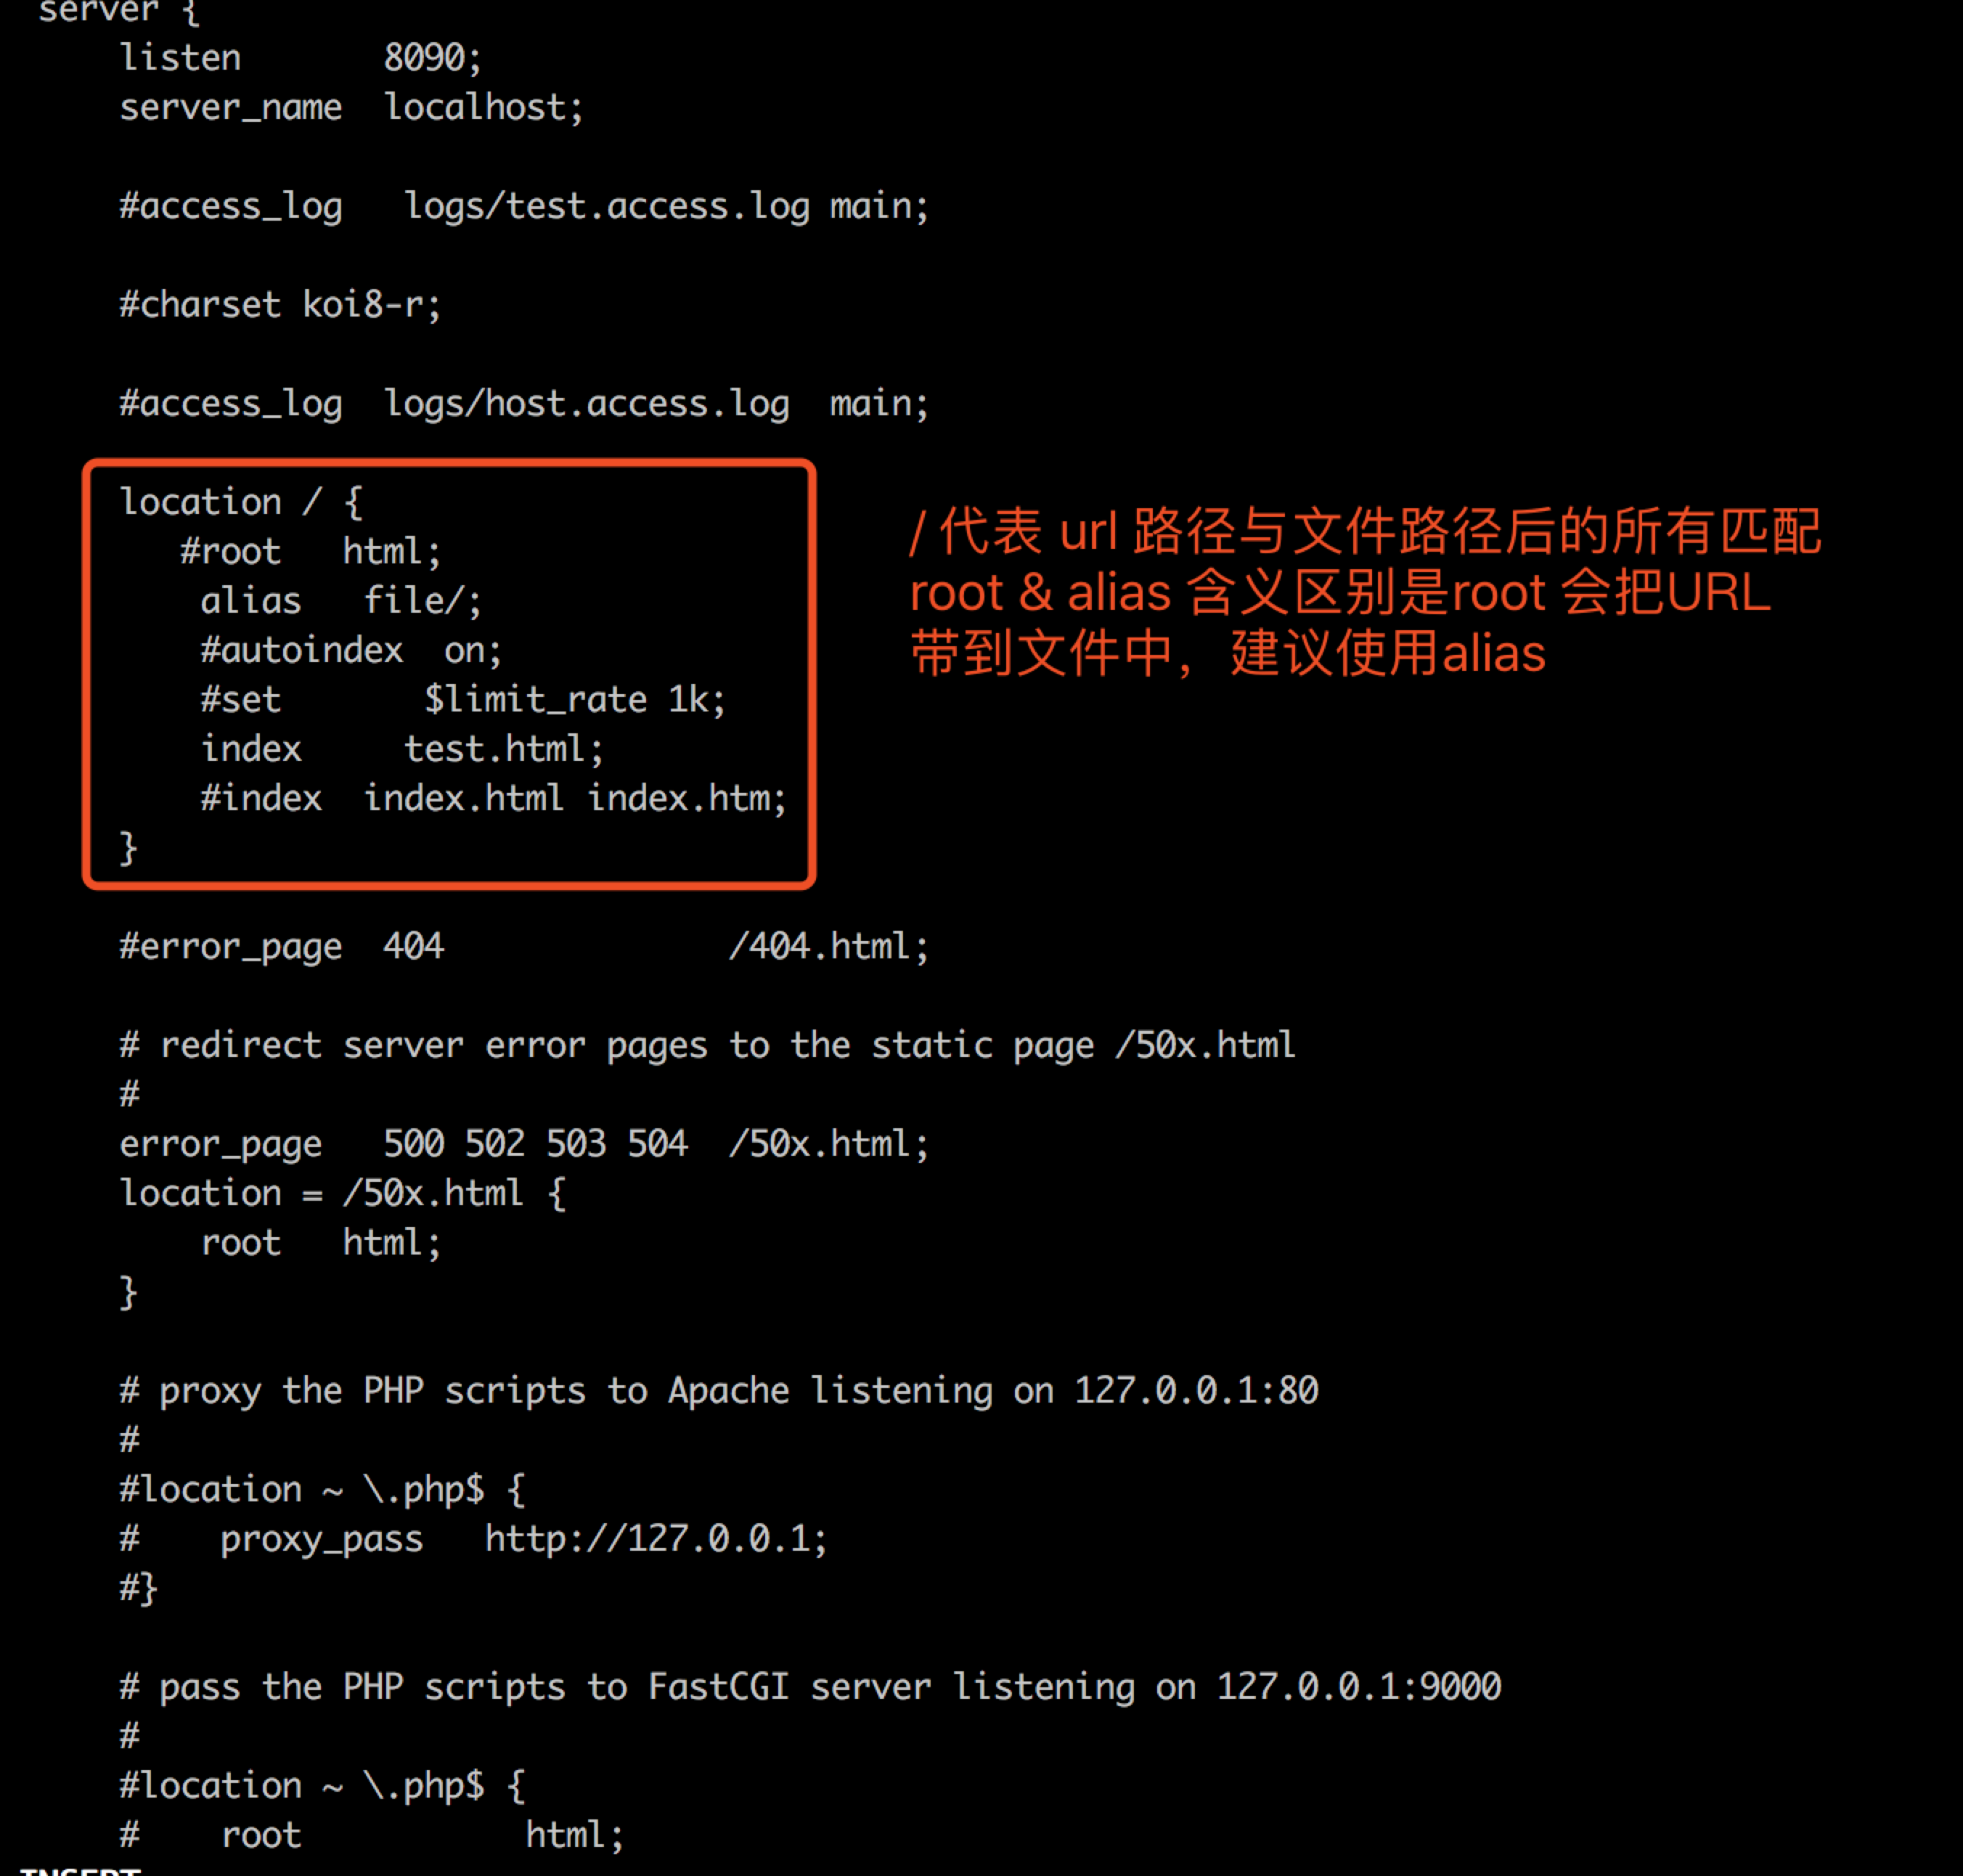 server {
listen 8090;
server_name localhost;
#access_log logs/test.access.log main;
#charset koi8-r;
#access_log logs/host.access.log main;
location / {
#root html;
alias file/;
#autoindex on;
#set $limit_rate 1k;
index test.html;
#index index.html index.htm;
}
/ 代表 url 路径与文件路径后的所有匹配
root & alias 含义区别是root 会把URL
带到文件中，建议使用alias
#error_page 404 /404.html;
# redirect server error pages to the static page /50x.html
#
error_page 500 502 503 504 /50x.html;
location = /50x.html {
root html;
}
# proxy the PHP scripts to Apache listening on 127.0.0.1:80
#
#location ~ \.php$ {
# proxy_pass http://127.0.0.1;
#}
# pass the PHP scripts to FastCGI server listening on 127.0.0.1:9000
#
#location ~ \.php$ {
# root html;
INSERT